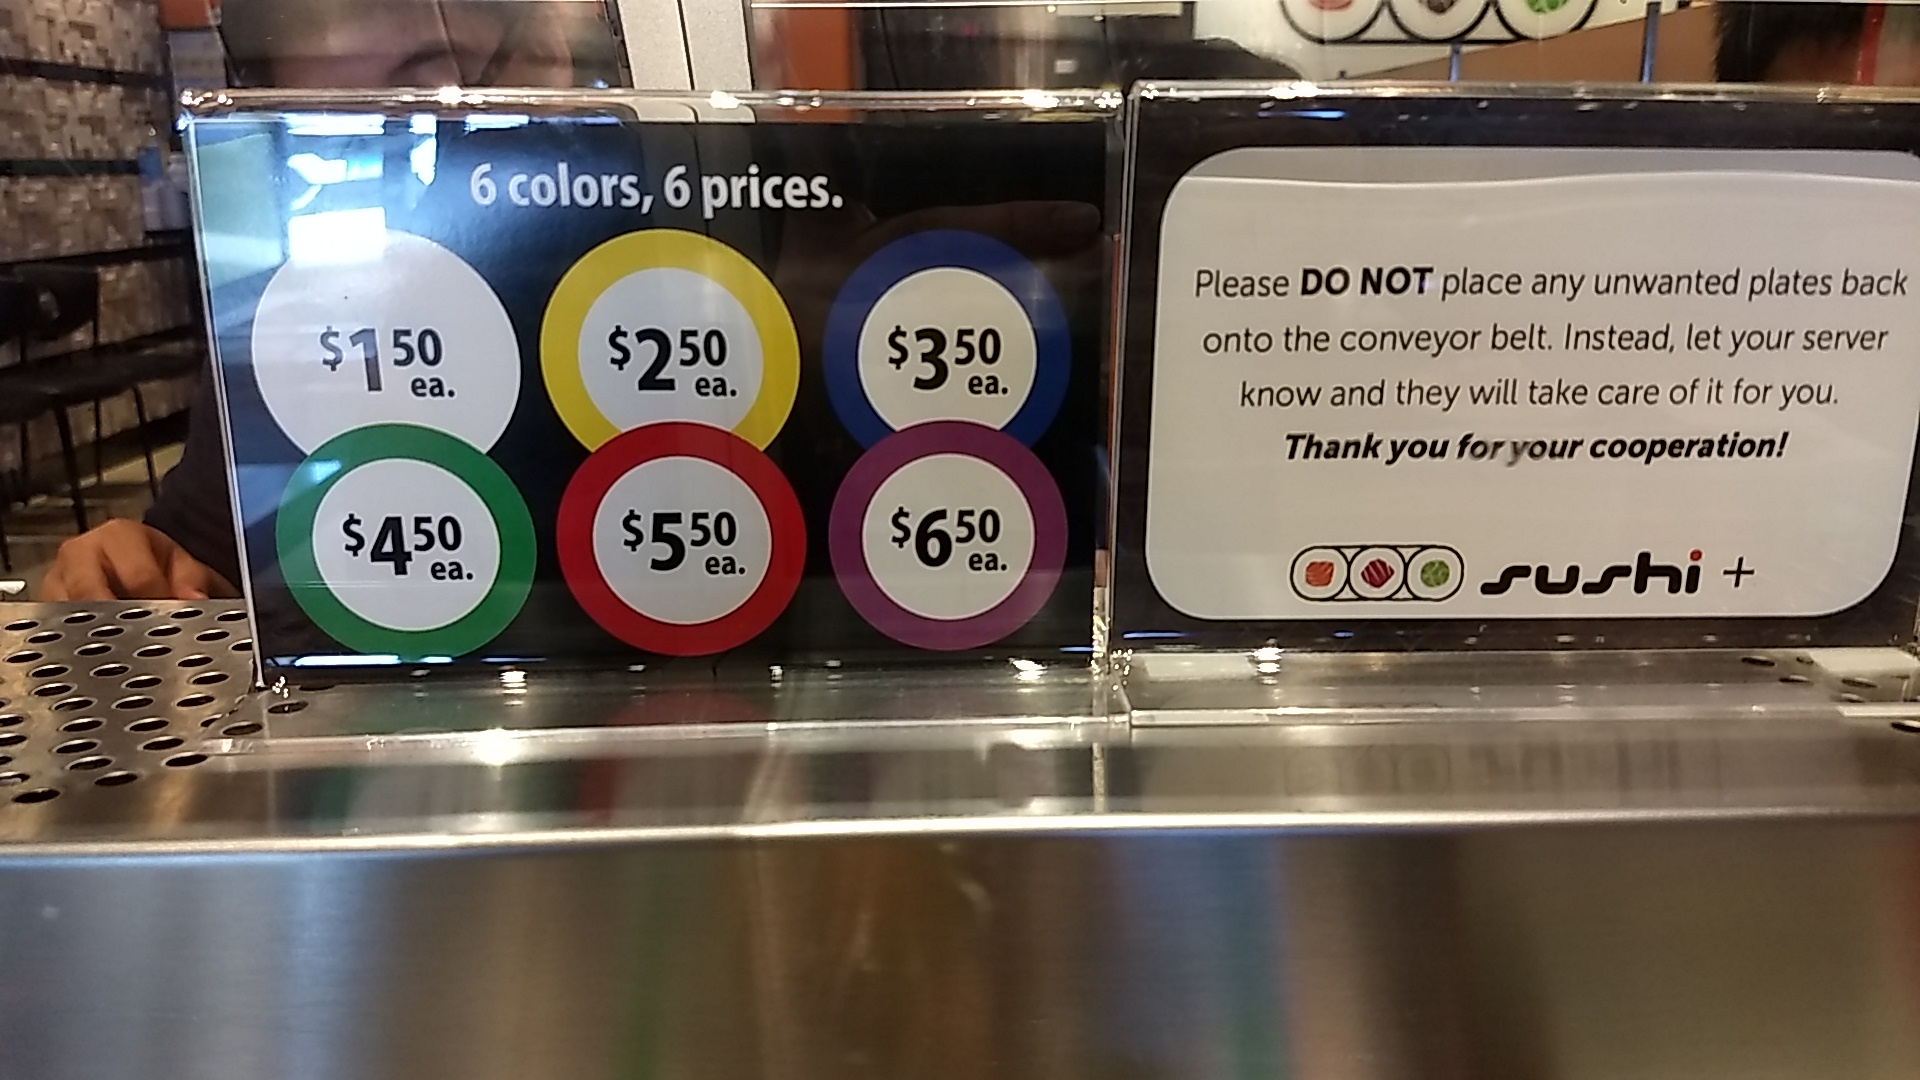 6 colors, 6 prices.
$1 50 ea.
$2 50 ea.
$3 50 ea.
$4 50 ea.
$5 50 ea.
$6 50 ea.
Please DO NOT place any unwanted plates back
onto the conveyor belt. Instead, let your server
know and they will take care of it for you.
Thank you for your cooperation!
sushi +